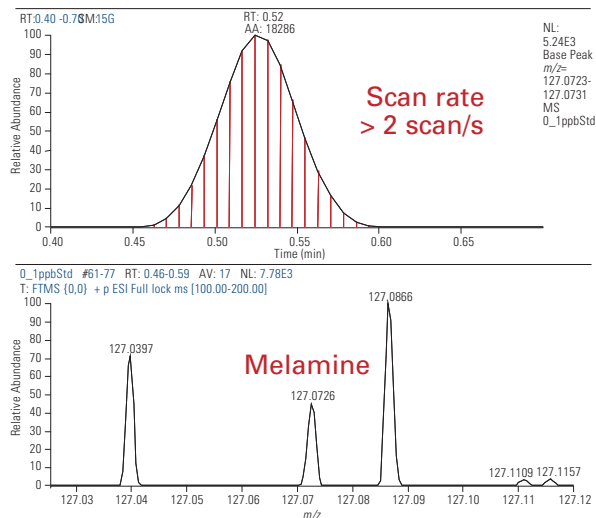 RT:0.40 -0.70 SM:15G
RT: 0.52
AA: 18286
NL:
5.24E3
Base Peak
m/z=
127.0723-
127.0731
MS
0_1ppbStd
Scan rate
> 2 scan/s
Relative Abundance
100
90
80
70
60
50
40
30
20
10
0
0.40 0.45 0.50 0.55 0.60 0.65
Time (min)
0_1ppbStd #61-77 RT: 0.46-0.59 AV: 17 NL: 7.78E3
T: FTMS {0,0} + p ESI Full lock ms [100.00-200.00]
127.0866
127.0397
Melamine
127.0726
127.1109 127.1157
Relative Abundance
100
90
80
70
60
50
40
30
20
10
0
127.03 127.04 127.05 127.06 127.07 127.08 127.09 127.10 127.11 127.12
m/z